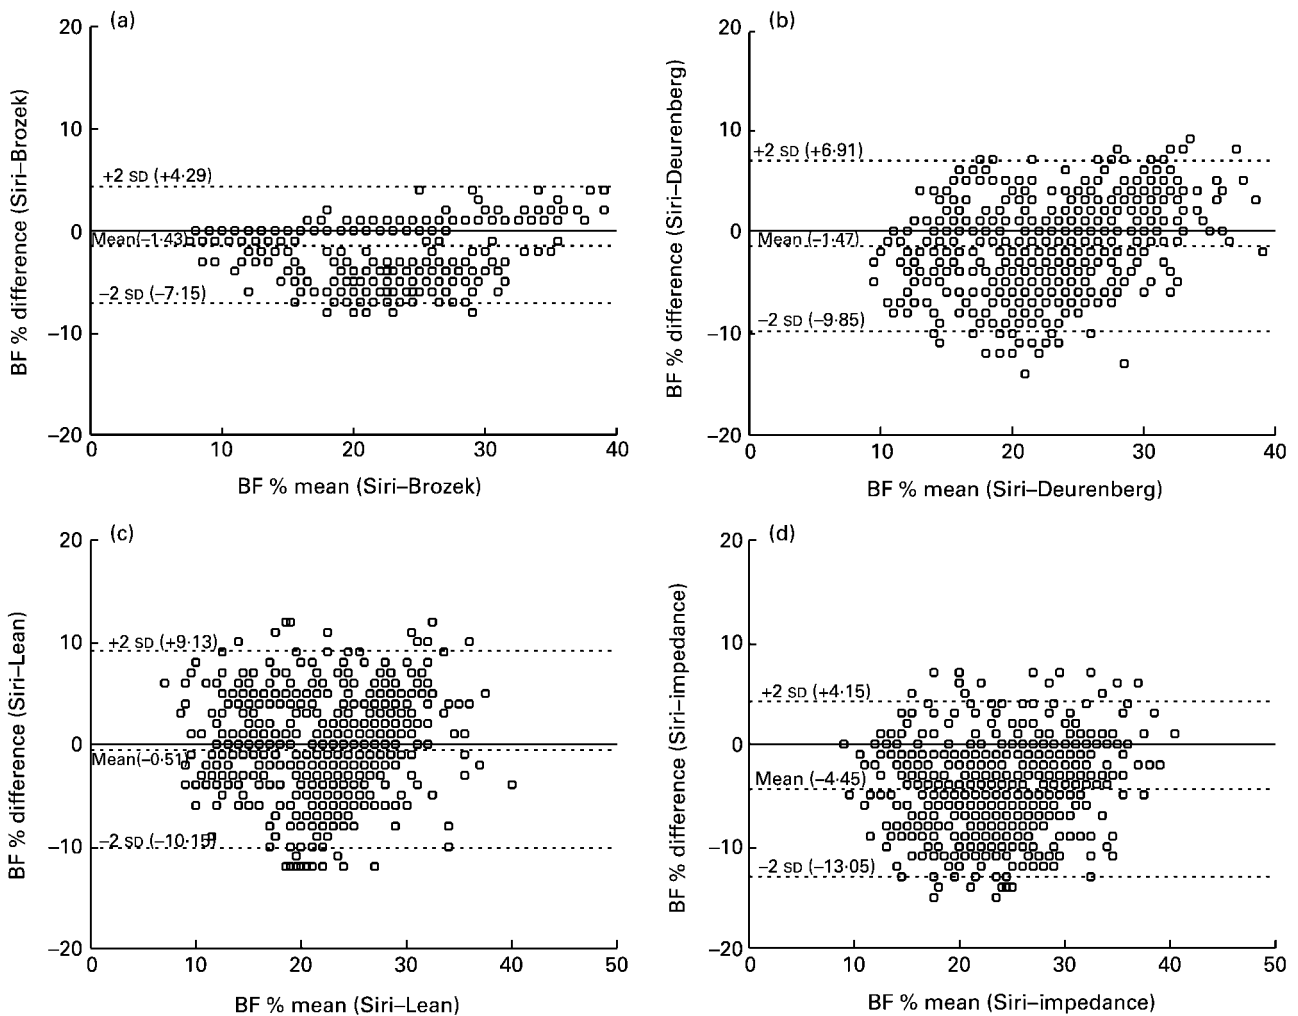 (a)
20
10
0
−10
−20
BF % difference (Siri–Brozek)
+2 SD (+4·29)
Mean(−1·43)
−2 SD (−7·15)
0 10 20 30 40
BF % mean (Siri–Brozek)
(b)
20
10
0
−10
−20
BF % difference (Siri–Deurenberg)
+2 SD (+6·91)
Mean (−1·47)
−2 SD (−9·85)
0 10 20 30 40
BF % mean (Siri–Deurenberg)
(c)
20
10
0
−10
−20
BF % difference (Siri–Lean)
+2 SD (+9·13)
Mean(−0·51)
−2 SD (−10·15)
0 10 20 30 40 50
BF % mean (Siri–Lean)
(d)
20
10
0
−10
−20
BF % difference (Siri–impedance)
+2 SD (+4·15)
Mean (−4·45)
−2 SD (−13·05)
0 10 20 30 40 50
BF % mean (Siri–impedance)